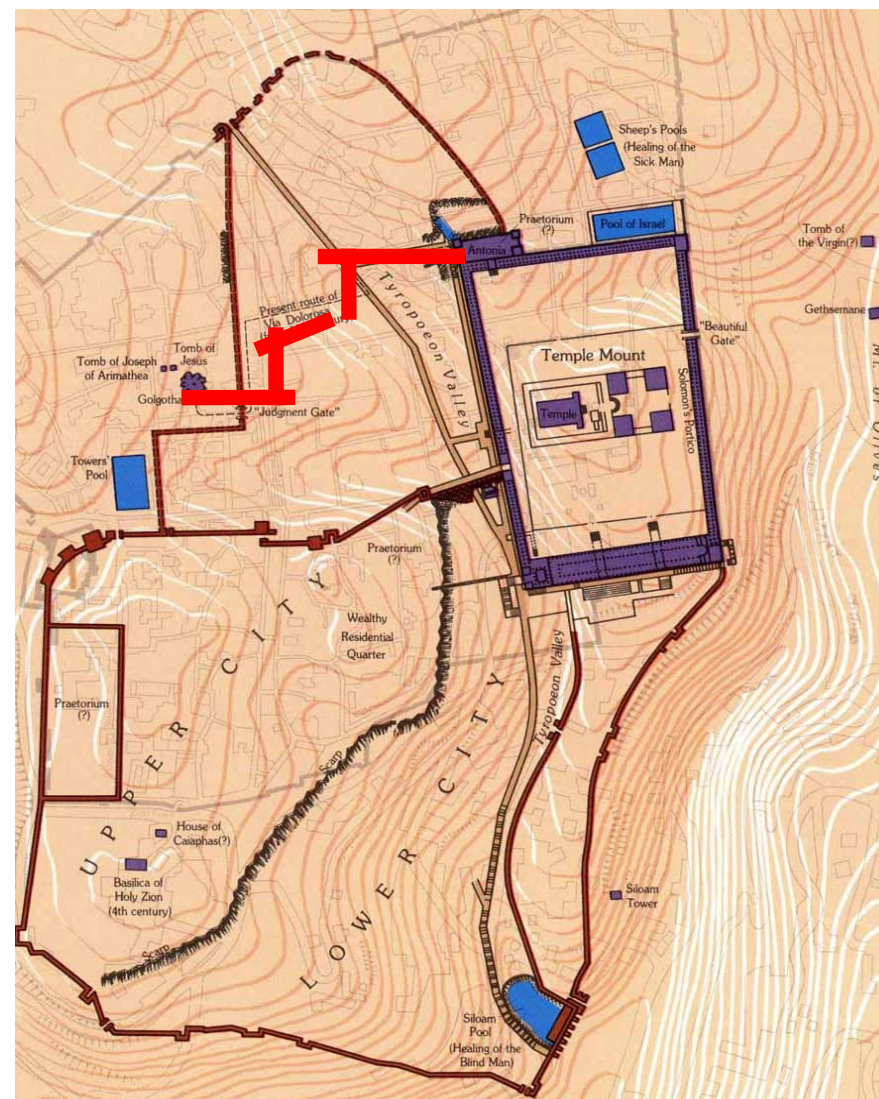 Sheep's Pools
(Healing of the
Sick Man)
Praetorium
(?)
Pool of Israel
Tomb of
the Virgin(?)
Antonia
Gethsemane
Present route of
Via Dolorosa
Tyropoeon Valley
"Beautiful
Gate"
Mt. of Olives
Temple Mount
Tomb of
Jesus
Tomb of Joseph
of Arimathea
Solomon's Portico
Golgotha
"Judgment Gate"
Temple
Towers'
Pool
Praetorium
(?)
UPPER CITY
Wealthy
Residential
Quarter
Tyropoeon Valley
Praetorium
(?)
Scarp
LOWER CITY
House of
Caiaphas(?)
Basilica of
Holy Zion
(4th century)
Siloam
Tower
Scarp
Siloam
Pool
(Healing of the
Blind Man)